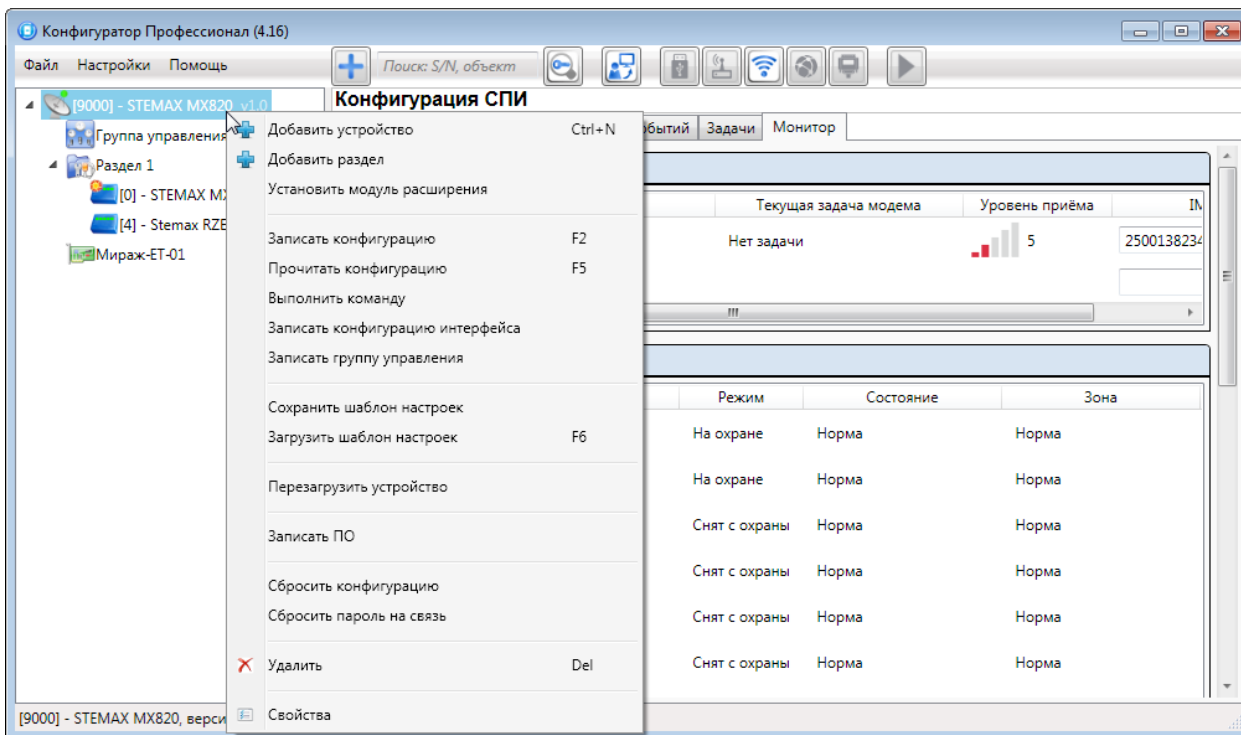 Конфигуратор Профессионал (4.16)
Файл Настройки Помощь
Поиск: S/N, объект
[9000] - STEMAX MX820 v1.0
Группа управления
Раздел 1
[0] - STEMAX
[4] - Stemax RZE
Мираж-ET-01
Конфигурация СПИ
Задачи Монитор
Добавить устройство Ctrl+N
Добавить раздел
Установить модуль расширения
Записать конфигурацию F2
Прочитать конфигурацию F5
Выполнить команду
Записать конфигурацию интерфейса
Записать группу управления
Сохранить шаблон настроек
Загрузить шаблон настроек F6
Перезагрузить устройство
Записать ПО
Сбросить конфигурацию
Сбросить пароль на связь
Удалить Del
Свойства
Текущая задача модема Уровень приёма
Нет задачи 5 2500138234
Режим Состояние Зона
На охране Норма Норма
На охране Норма Норма
Снят с охраны Норма Норма
Снят с охраны Норма Норма
Снят с охраны Норма Норма
Снят с охраны Норма Норма
[9000] - STEMAX MX820, верси